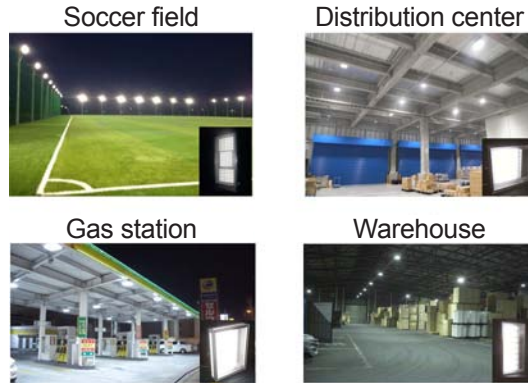 Soccer field
Distribution center
Gas station
Warehouse